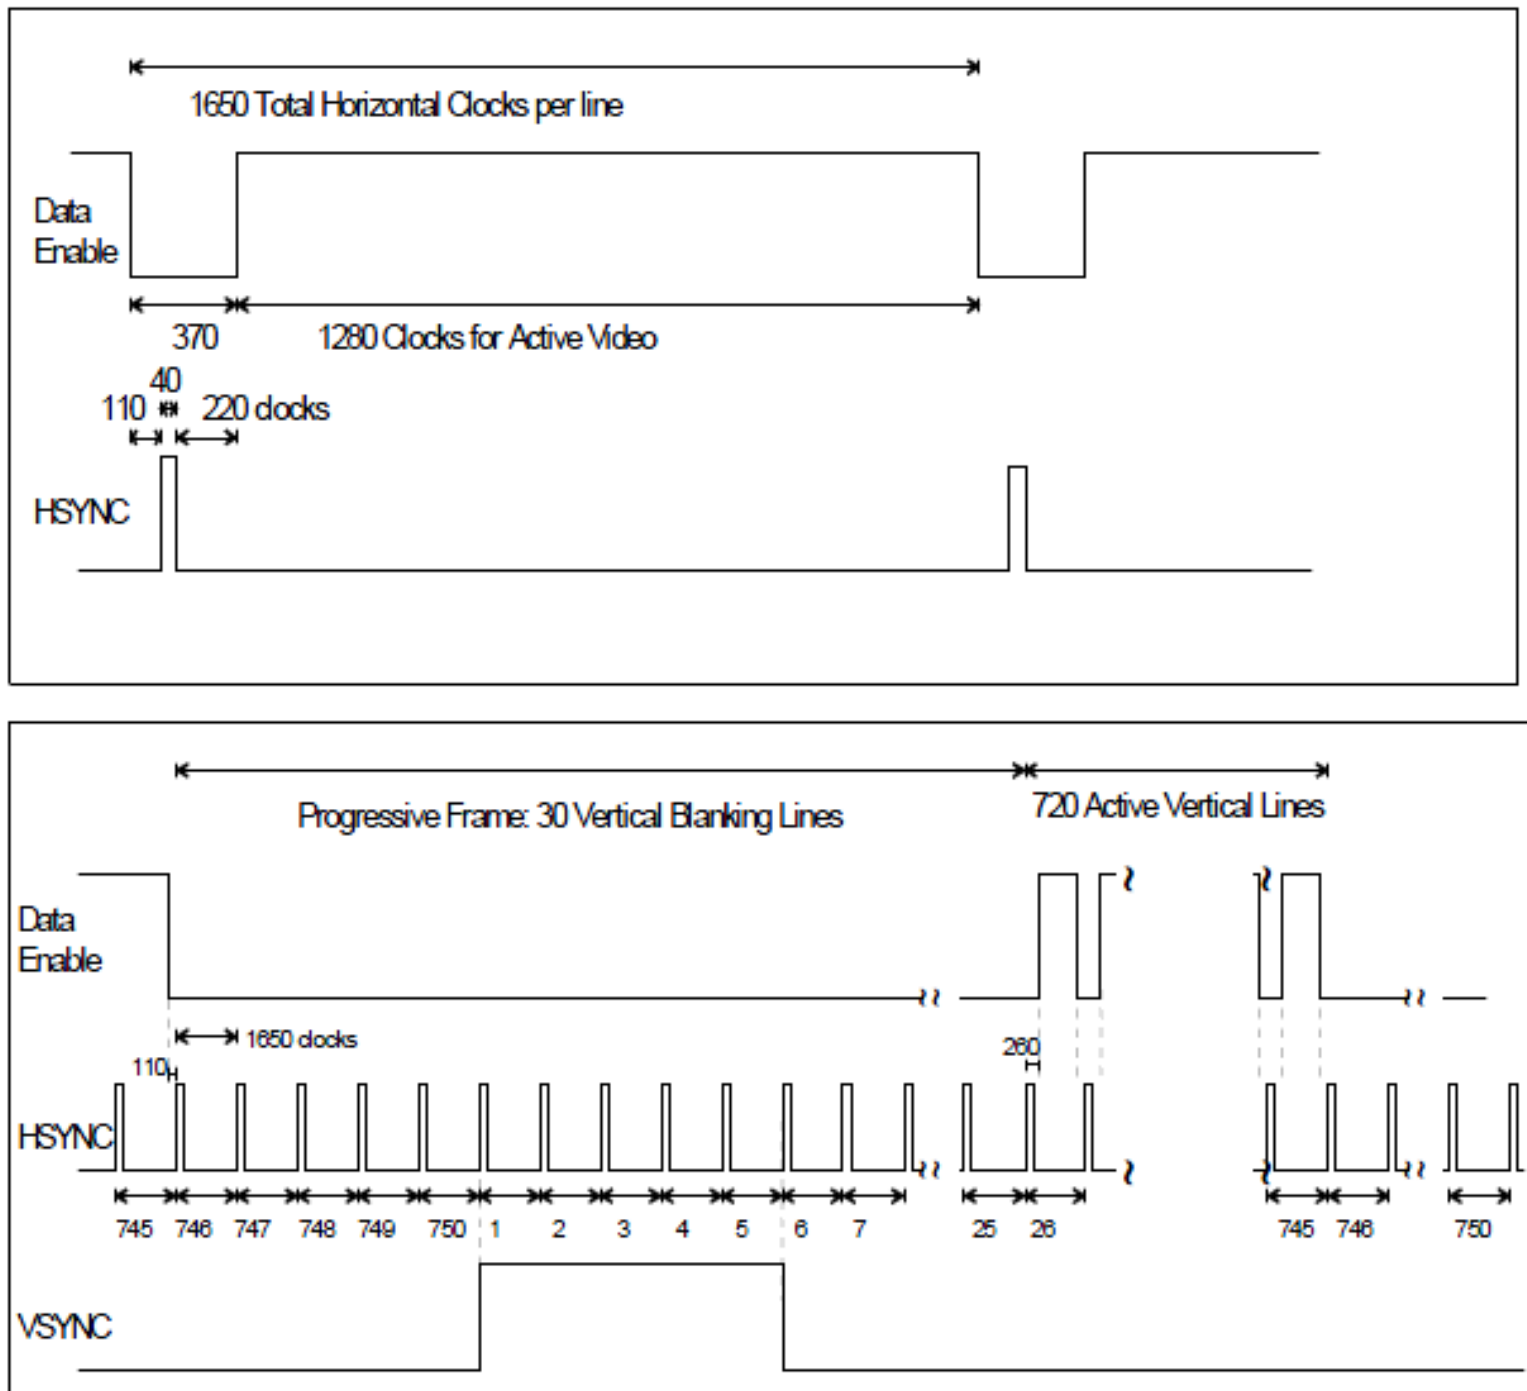 1650 Total Horizontal Clocks per line
Data
Enable
370
1280 Clocks for Active Video
40
110
220 clocks
HSYNC
Progressive Frame: 30 Vertical Blanking Lines
720 Active Vertical Lines
Data
Enable
1650 clocks
110
260
HSYNC
745 746 747 748 749 750 1 2 3 4 5 6 7 25 26 745 746 750
VSYNC